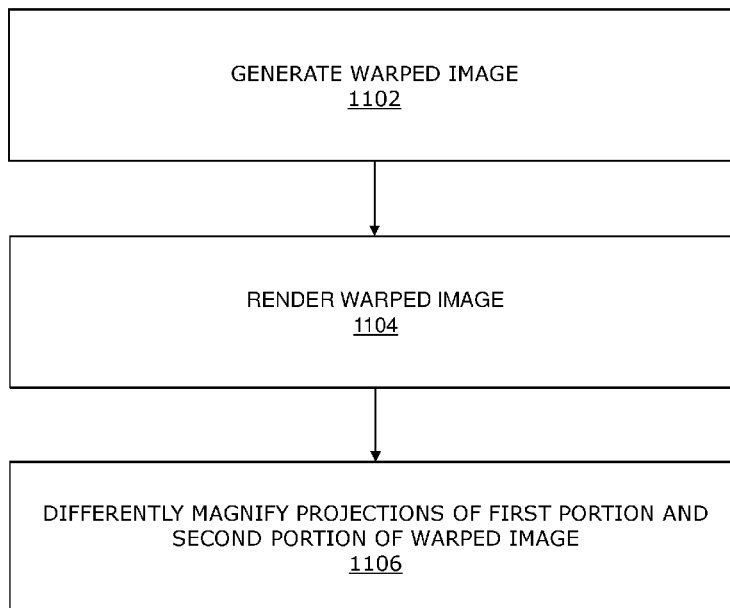 GENERATE WARPED IMAGE
1102
RENDER WARPED IMAGE
1104
DIFFERENTLY MAGNIFY PROJECTIONS OF FIRST PORTION AND
SECOND PORTION OF WARPED IMAGE
1106